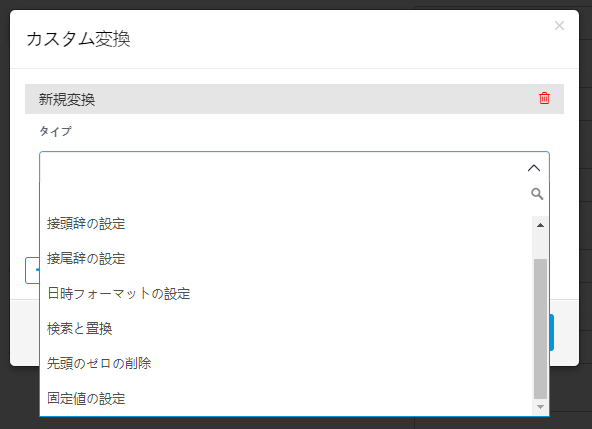 カスタム変換
新規変換
タイプ
接頭辞の設定
接尾辞の設定
日時フォーマットの設定
検索と置換
先頭のゼロの削除
固定値の設定